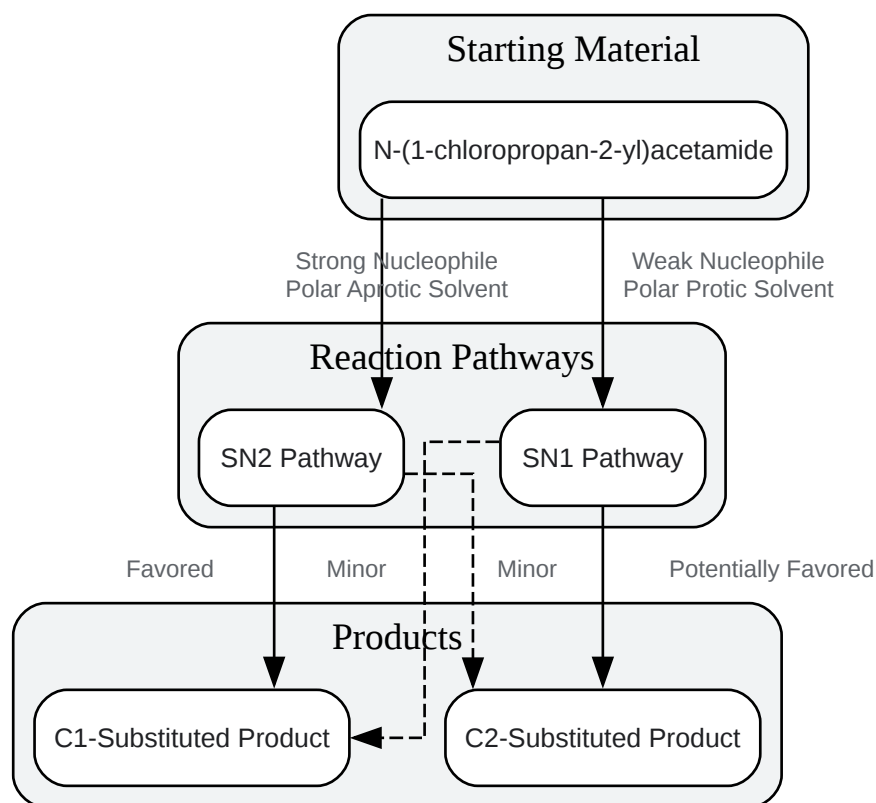 Starting Material
N-(1-chloropropan-2-yl)acetamide
Strong Nucleophile
Polar Aprotic Solvent
Weak Nucleophile
Polar Protic Solvent
Reaction Pathways
SN2 Pathway
SN1 Pathway
Favored
Minor
Minor
Potentially Favored
Products
C1-Substituted Product
C2-Substituted Product